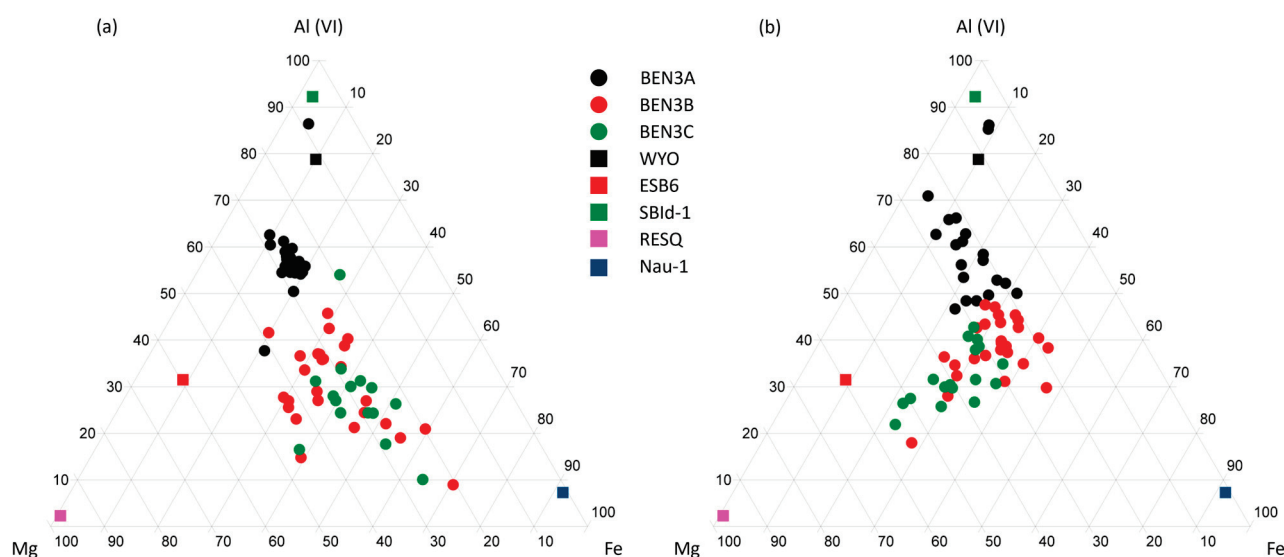 (a) Al (VI)
100
90 10
80 20
70 30
60 40
50 50
40 60
30 70
20 80
10 90
100
100 90 80 70 60 50 40 30 20 10
Mg Fe
BEN3A
BEN3B
BEN3C
WYO
ESB6
SBId-1
RESQ
Nau-1
(b) Al (VI)
100
90 10
80 20
70 30
60 40
50 50
40 60
30 70
20 80
10 90
100
100 90 80 70 60 50 40 30 20 10
Mg Fe